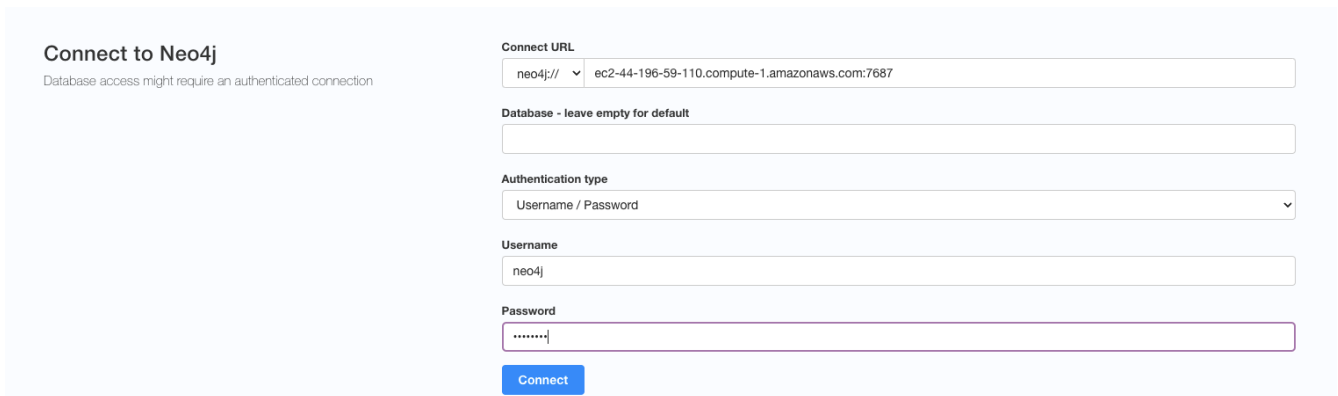 Connect to Neo4j
Database access might require an authenticated connection
Connect URL
neo4j:// ec2-44-196-59-110.compute-1.amazonaws.com:7687
Database - leave empty for default
Authentication type
Username / Password
Username
neo4j
Password
••••••••
Connect